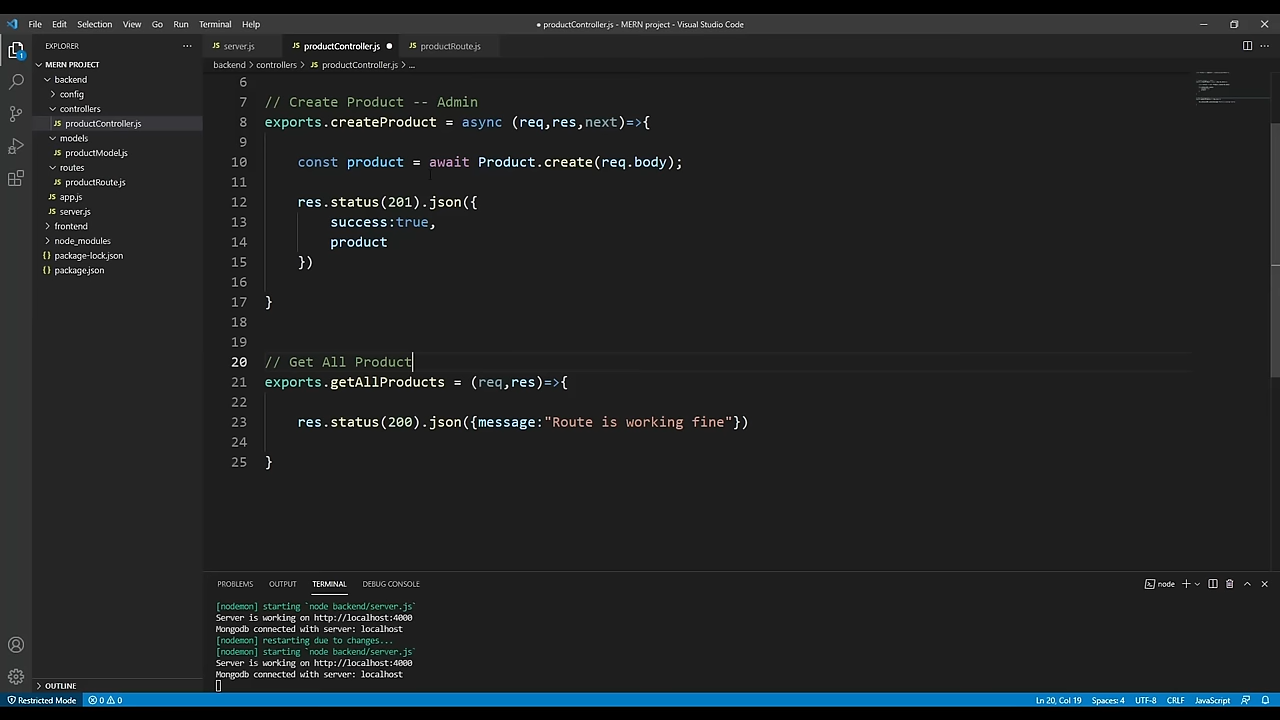 File Edit Selection View Go Run Terminal Help
● productController.js - MERN project - Visual Studio Code
EXPLORER
MERN PROJECT
backend
config
controllers
JS productController.js
models
JS productModel.js
routes
JS productRoute.js
JS app.js
JS server.js
frontend
node_modules
{} package-lock.json
{} package.json
OUTLINE
JS server.js
JS productController.js ●
JS productRoute.js
backend > controllers > JS productController.js > ...
6
7 // Create Product -- Admin
8 exports.createProduct = async (req,res,next)=>{
9
10 const product = await Product.create(req.body);
11
12 res.status(201).json({
13 success:true,
14 product
15 })
16
17 }
18
19
20 // Get All Product
21 exports.getAllProducts = (req,res)=>{
22
23 res.status(200).json({message:"Route is working fine"})
24
25 }
PROBLEMS OUTPUT TERMINAL DEBUG CONSOLE
node
[nodemon] starting `node backend/server.js`
Server is working on http://localhost:4000
Mongodb connected with server: localhost
[nodemon] restarting due to changes...
[nodemon] starting `node backend/server.js`
Server is working on http://localhost:4000
Mongodb connected with server: localhost
Restricted Mode 0 0
Ln 20, Col 19 Spaces: 4 UTF-8 CRLF JavaScript